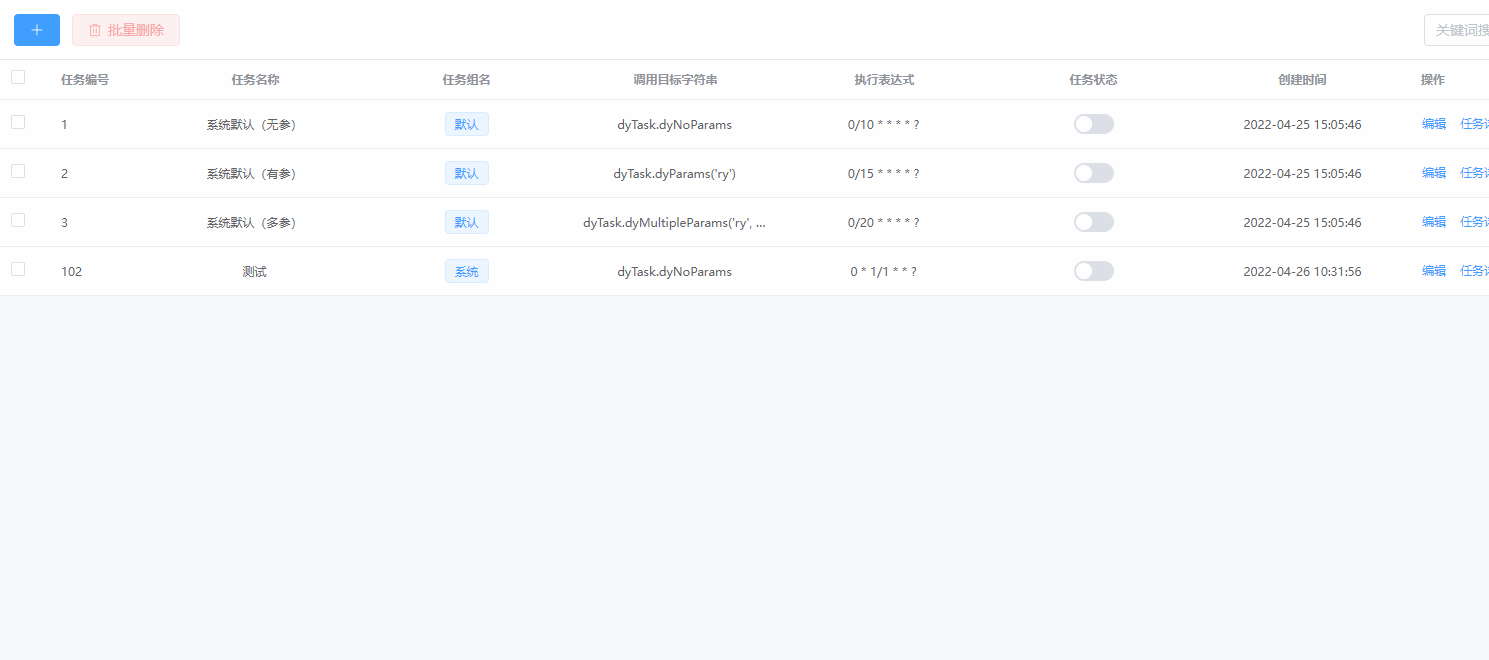 批量删除 关键词搜
任务编号 任务名称 任务组名 调用目标字符串 执行表达式 任务状态 创建时间 操作
1 系统默认（无参） 默认 dyTask.dyNoParams 0/10 * * * * ? 2022-04-25 15:05:46 编辑 任务
2 系统默认（有参） 默认 dyTask.dyParams('ry') 0/15 * * * * ? 2022-04-25 15:05:46 编辑 任务
3 系统默认（多参） 默认 dyTask.dyMultipleParams('ry', ... 0/20 * * * * ? 2022-04-25 15:05:46 编辑 任务
102 测试 系统 dyTask.dyNoParams 0 * 1/1 * * ? 2022-04-26 10:31:56 编辑 任务